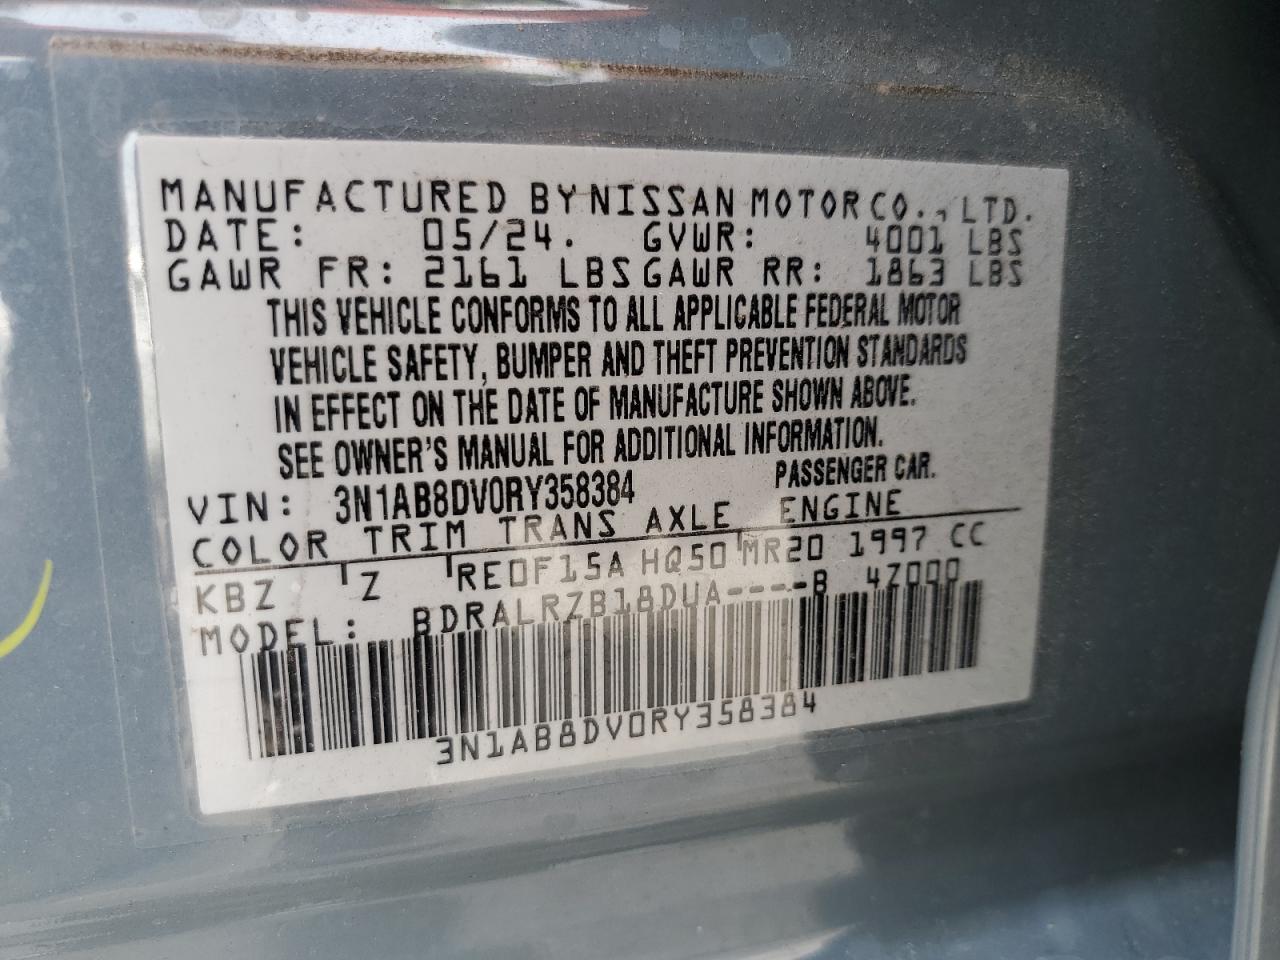 MANUFACTURED BY NISSAN MOTOR CO., LTD.
DATE: 05/24. GVWR: 4001 LBS
GAWR FR: 2161 LBS GAWR RR: 1863 LBS
THIS VEHICLE CONFORMS TO ALL APPLICABLE FEDERAL MOTOR
VEHICLE SAFETY, BUMPER AND THEFT PREVENTION STANDARDS
IN EFFECT ON THE DATE OF MANUFACTURE SHOWN ABOVE.
SEE OWNER'S MANUAL FOR ADDITIONAL INFORMATION.
VIN: 3N1AB8DV0RY358384 PASSENGER CAR.
COLOR TRIM TRANS AXLE ENGINE
KBZ Z RE0F15A HQ50 MR20 1997 CC
MODEL: BDRALRZB18DUA----B 4Z000
3N1AB8DV0RY358384